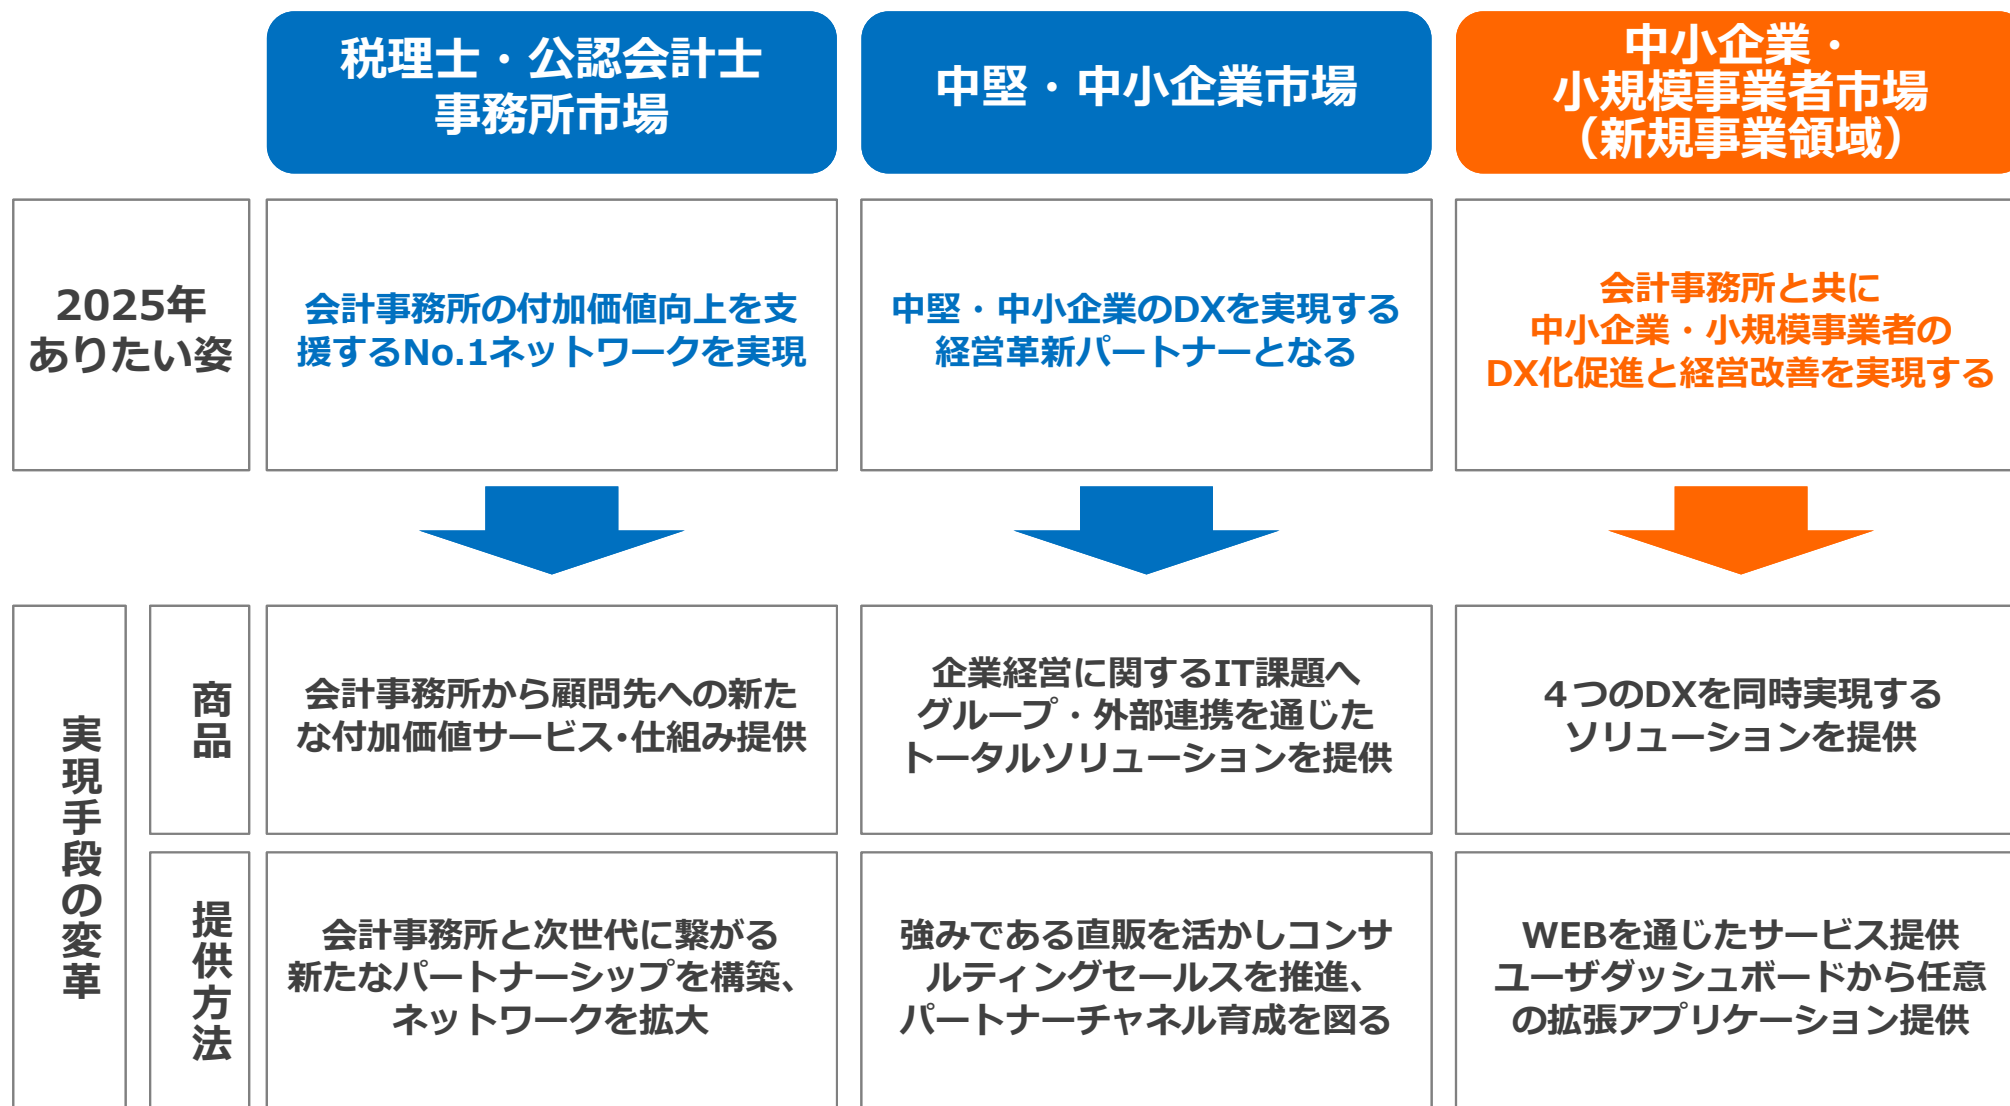 税理士・公認会計士
事務所市場
中堅・中小企業市場
中小企業・
小規模事業者市場
（新規事業領域）
2025年
ありたい姿
会計事務所の付加価値向上を支
援するNo.1ネットワークを実現
中堅・中小企業のDXを実現する
経営革新パートナーとなる
会計事務所と共に
中小企業・小規模事業者の
DX化促進と経営改善を実現する
実現手段の変革
商品
会計事務所から顧問先への新た
な付加価値サービス･仕組み提供
企業経営に関するIT課題へ
グループ・外部連携を通じた
トータルソリューションを提供
４つのDXを同時実現する
ソリューションを提供
提供方法
会計事務所と次世代に繋がる
新たなパートナーシップを構築、
ネットワークを拡大
強みである直販を活かしコンサ
ルティングセールスを推進、
パートナーチャネル育成を図る
WEBを通じたサービス提供
ユーザダッシュボードから任意
の拡張アプリケーション提供